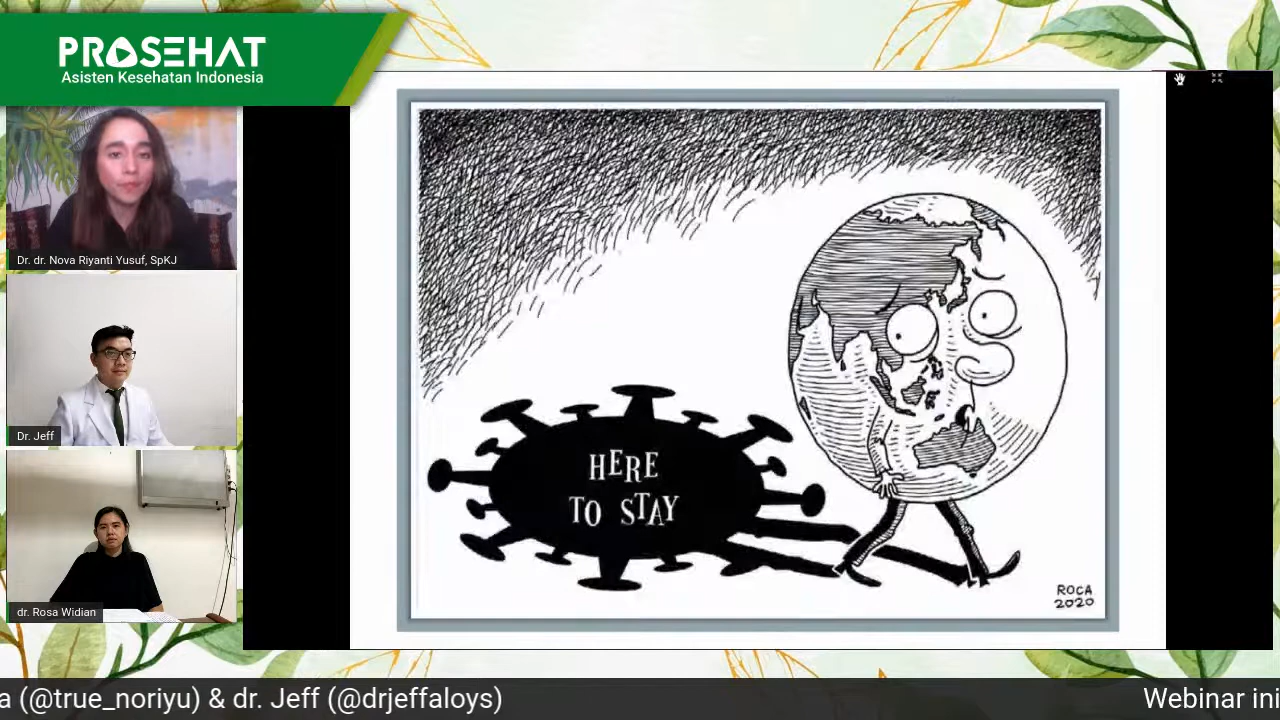 PROSEHAT
Asisten Kesehatan Indonesia
Dr. dr. Nova Riyanti Yusuf, SpKJ
Dr. Jeff
dr. Rosa Widian
HERE
TO STAY
ROCA
2020
a (@true_noriyu) & dr. Jeff (@drjeffaloys)
Webinar ini